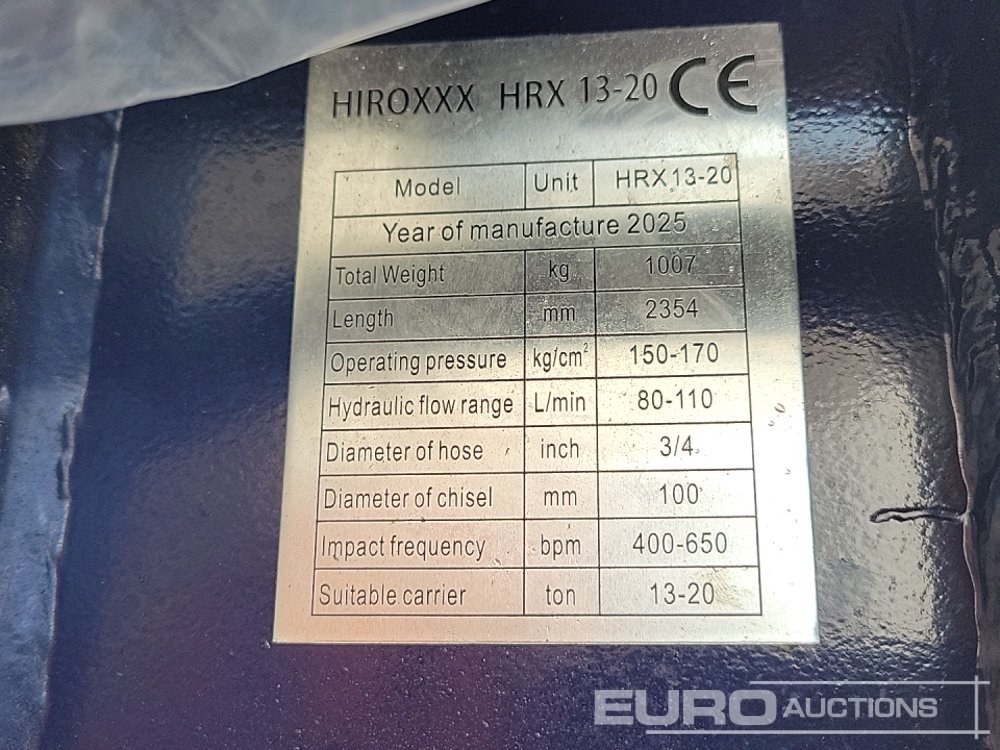 HIROXXX HRX 13-20 CE
Model Unit HRX13-20
Year of manufacture 2025
Total Weight kg 1007
Length mm 2354
Operating pressure kg/cm² 150-170
Hydraulic flow range L/min 80-110
Diameter of hose inch 3/4
Diameter of chisel mm 100
Impact frequency bpm 400-650
Suitable carrier ton 13-20
EURO AUCTIONS